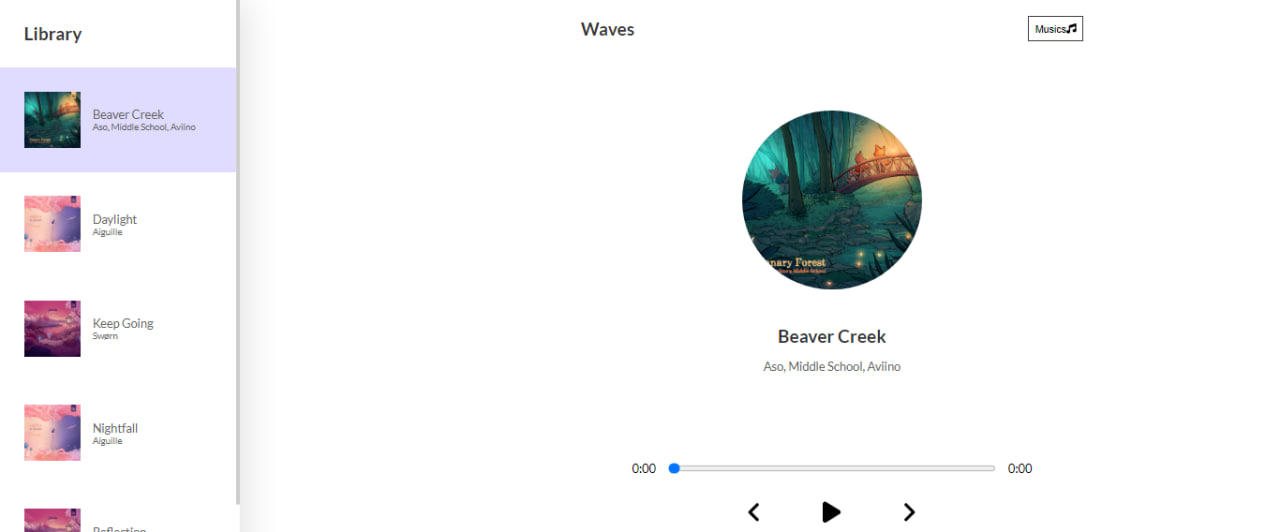 Library
Beaver Creek
Aso, Middle School, Aviino
Daylight
Aiguille
Keep Going
Swørn
Nightfall
Aiguille
Reflection
Waves
Musics
nary Forest
Beaver Creek
Aso, Middle School, Aviino
0:00
0:00